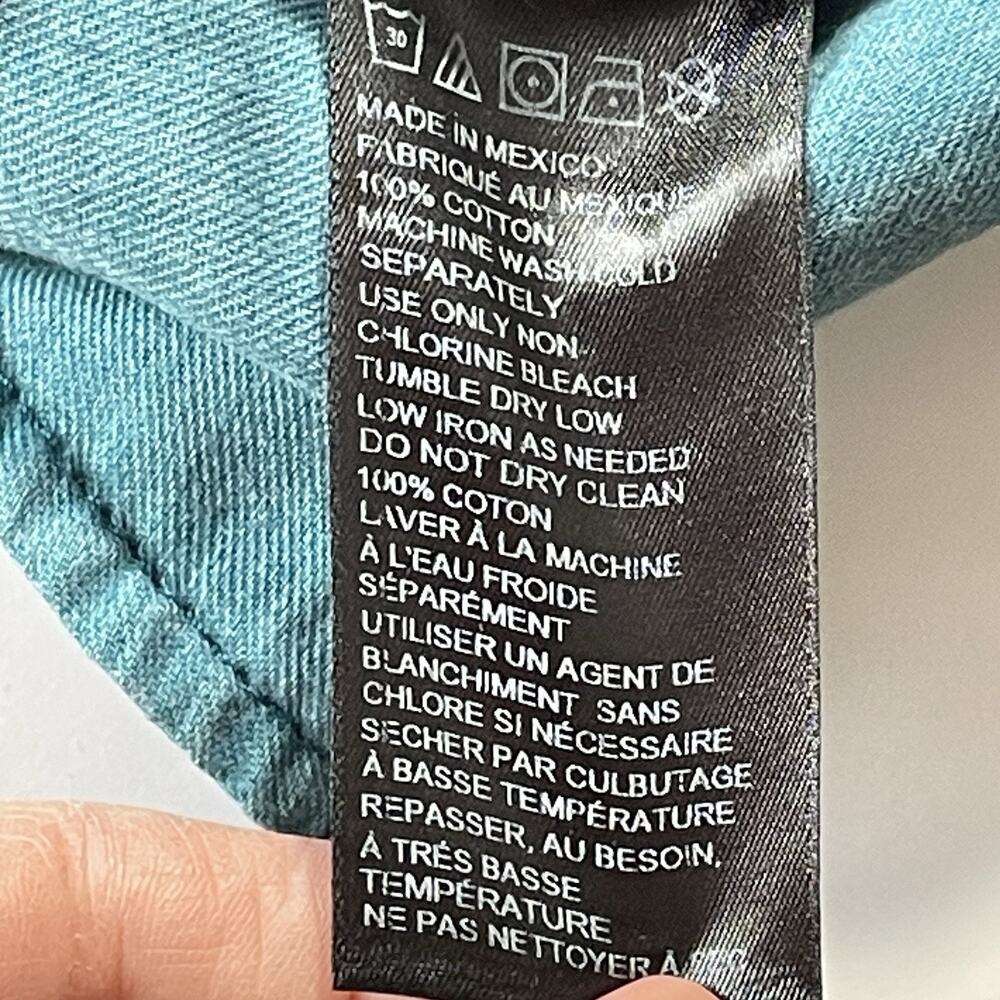 30
MADE IN MEXICO
FABRIQUÉ AU MEXIQUE
100% COTTON
MACHINE WASH COLD
SEPARATELY
USE ONLY NON-
CHLORINE BLEACH
TUMBLE DRY LOW
LOW IRON AS NEEDED
DO NOT DRY CLEAN
100% COTON
LAVER À LA MACHINE
À L'EAU FROIDE
SÉPARÉMENT
UTILISER UN AGENT DE
BLANCHIMENT SANS
CHLORE SI NÉCESSAIRE
SECHER PAR CULBUTAGE
À BASSE TEMPÉRATURE
REPASSER, AU BESOIN,
À TRÉS BASSE
TEMPÉRATURE
NE PAS NETTOYER À